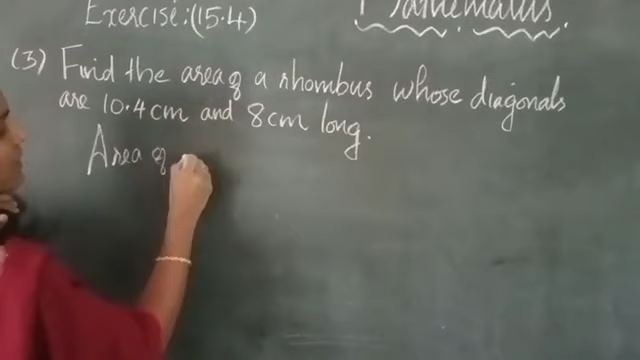 Exercise:(15.4) Mathematics.
(3) Find the area of a rhombus whose diagonals
are 10.4cm and 8cm long.
Area of